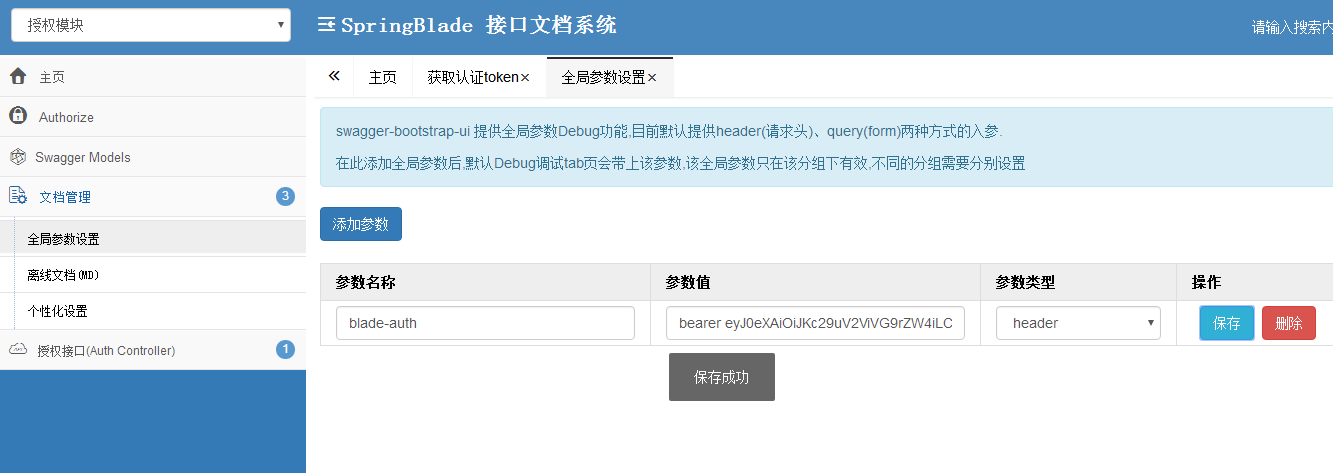 授权模块
SpringBlade 接口文档系统
请输入搜索内
主页
Authorize
Swagger Models
文档管理 3
全局参数设置
离线文档(MD)
个性化设置
授权接口(Auth Controller) 1
主页 获取认证token× 全局参数设置×
swagger-bootstrap-ui 提供全局参数Debug功能,目前默认提供header(请求头)、query(form)两种方式的入参.
在此添加全局参数后,默认Debug调试tab页会带上该参数,该全局参数只在该分组下有效,不同的分组需要分别设置
添加参数
参数名称 参数值 参数类型 操作
blade-auth bearer eyJ0eXAiOiJKc29uV2ViVG9rZW4iLC header 保存 删除
保存成功